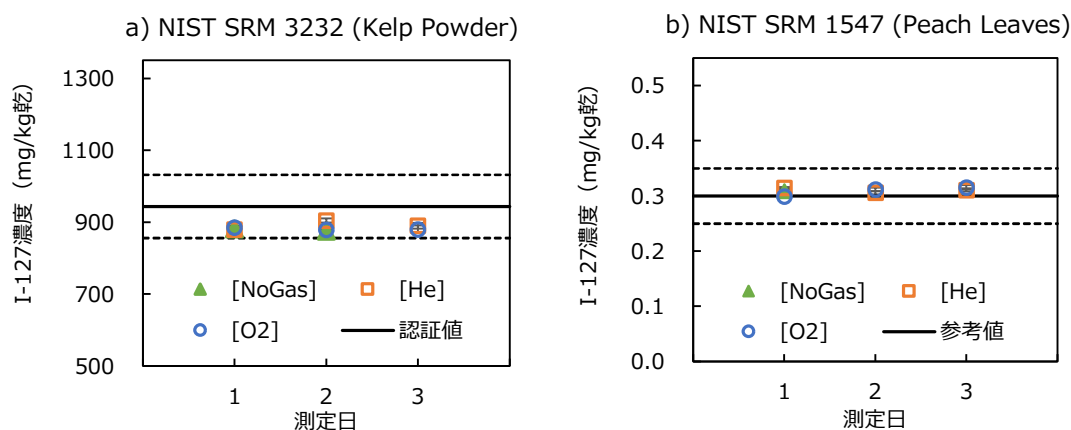 a) NIST SRM 3232 (Kelp Powder)
I-127濃度（mg/kg乾）
1300
1100
900
700
500
[NoGas]
[He]
[O2]
認証値
1
2
3
測定日
b) NIST SRM 1547 (Peach Leaves)
I-127濃度（mg/kg乾）
0.5
0.4
0.3
0.2
0.1
0.0
[NoGas]
[He]
[O2]
参考値
1
2
3
測定日